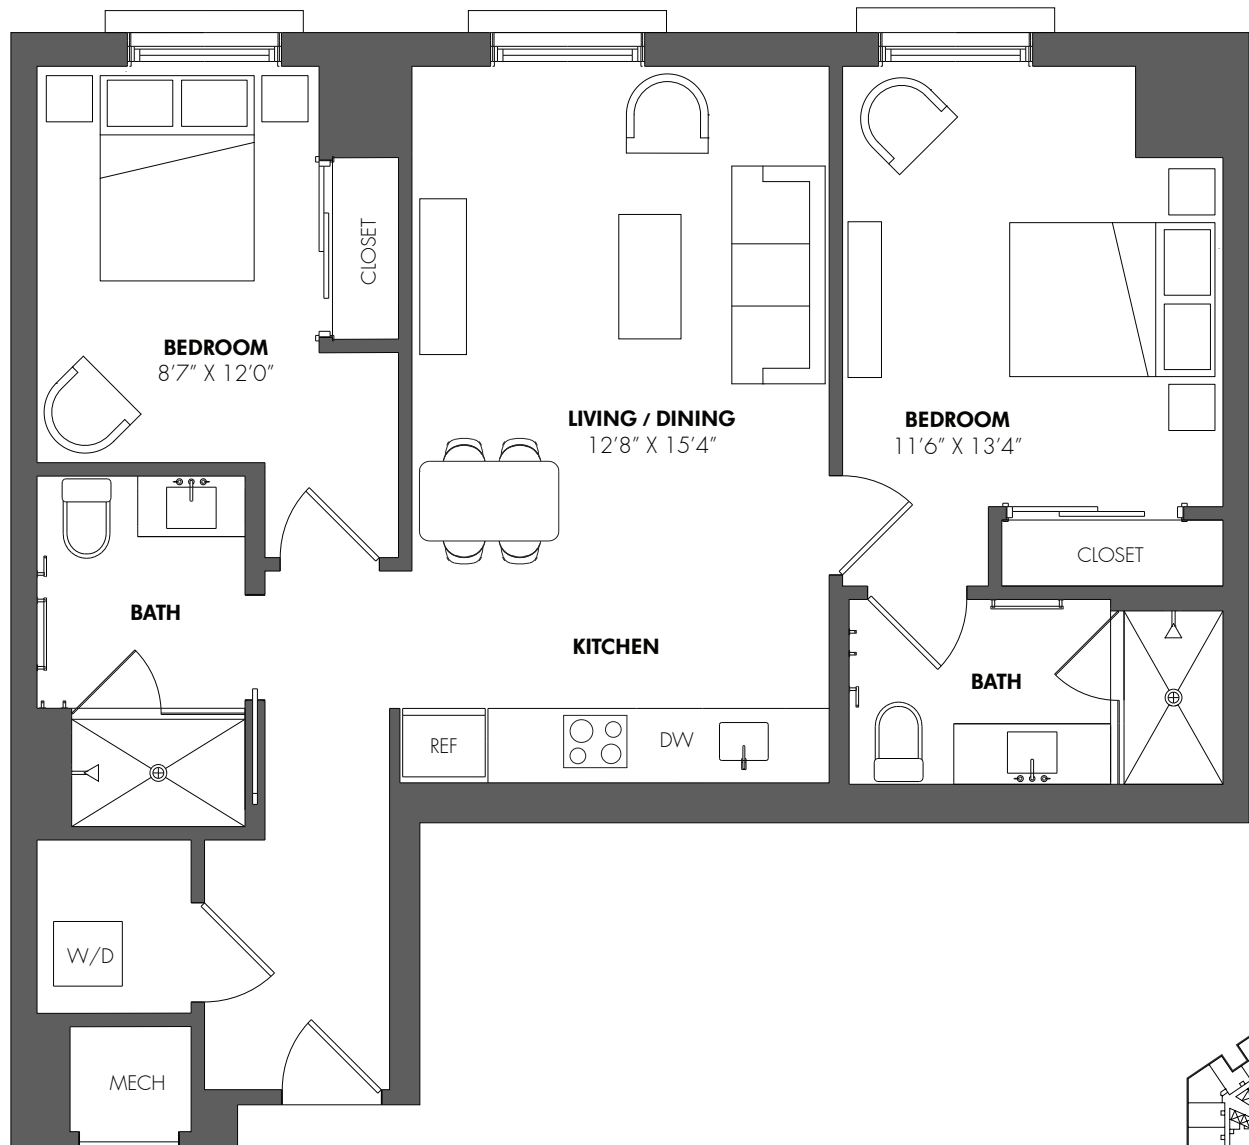 CLOSET
BEDROOM
8’7” X 12’0”
LIVING / DINING
12’8” X 15’4”
BEDROOM
11’6” X 13’4”
CLOSET
BATH
KITCHEN
BATH
REF
DW
W/D
MECH